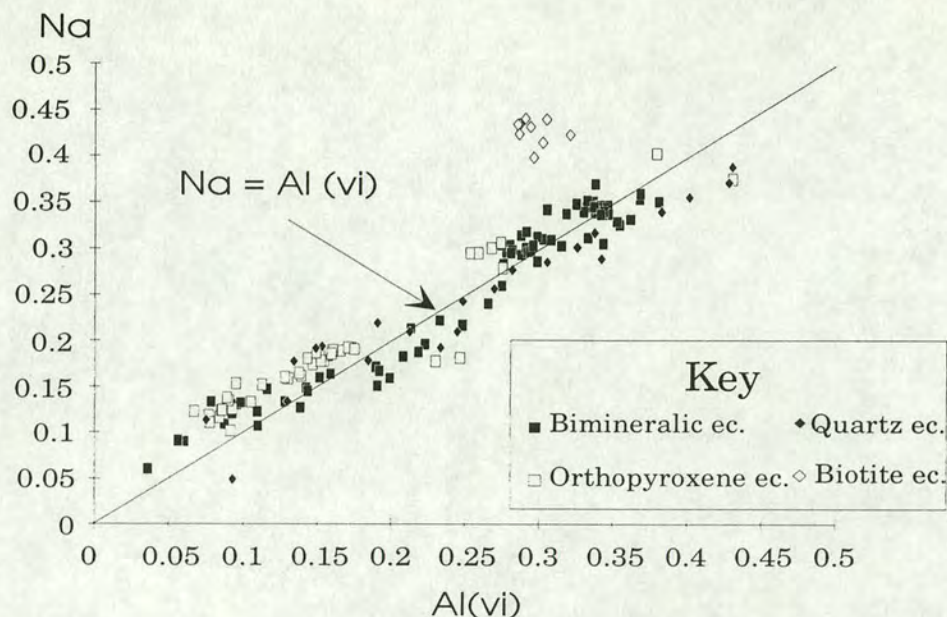 Na
0.5
0.45
0.4
0.35
0.3
0.25
0.2
0.15
0.1
0.05
0
Na = Al (vi)
Key
Bimineralic ec.
Quartz ec.
Orthopyroxene ec.
Biotite ec.
0 0.05 0.1 0.15 0.2 0.25 0.3 0.35 0.4 0.45 0.5
Al(vi)